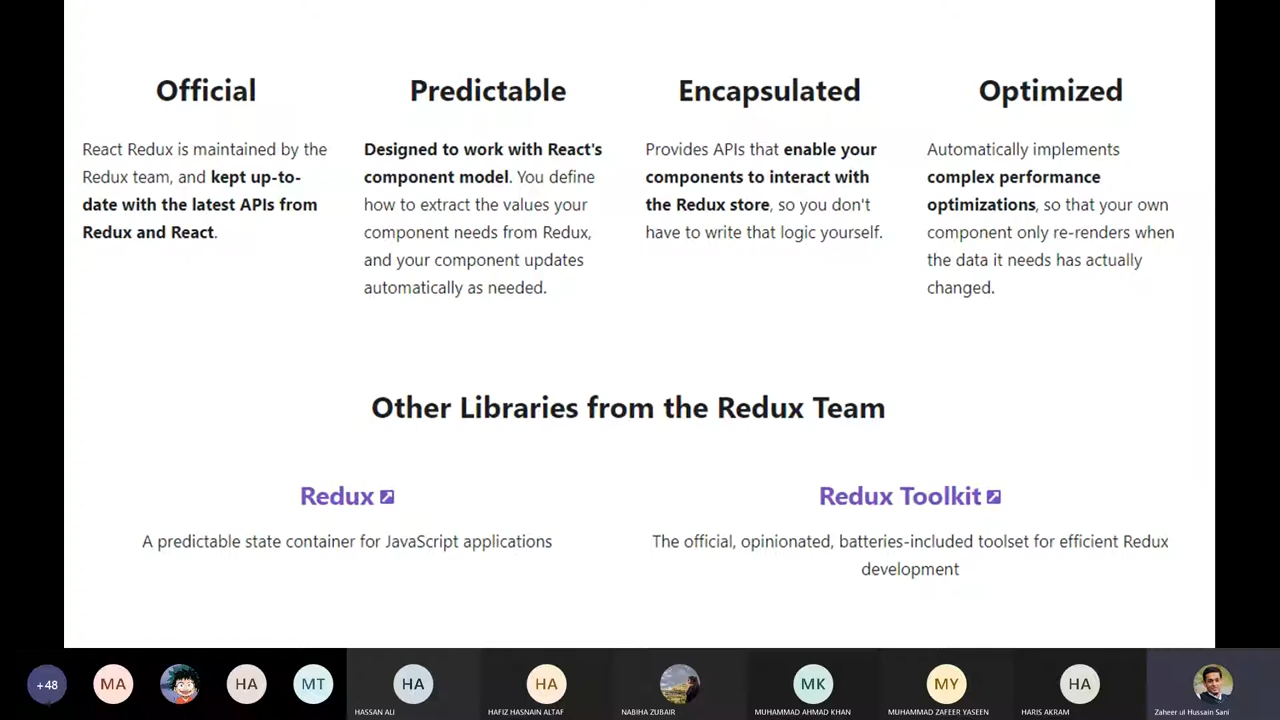 Official
React Redux is maintained by the
Redux team, and kept up-to-
date with the latest APIs from
Redux and React.
Predictable
Designed to work with React's
component model. You define
how to extract the values your
component needs from Redux,
and your component updates
automatically as needed.
Encapsulated
Provides APIs that enable your
components to interact with
the Redux store, so you don't
have to write that logic yourself.
Optimized
Automatically implements
complex performance
optimizations, so that your own
component only re-renders when
the data it needs has actually
changed.
Other Libraries from the Redux Team
Redux
A predictable state container for JavaScript applications
Redux Toolkit
The official, opinionated, batteries-included toolset for efficient Redux
development
+48
MA
HA
MT
HA
HASSAN ALI
HA
HAFIZ HASNAIN ALTAF
NABIHA ZUBAIR
MK
MUHAMMAD AHMAD KHAN
MY
MUHAMMAD ZAFEER YASEEN
HA
HARIS AKRAM
Zaheer ul Hussain Sani